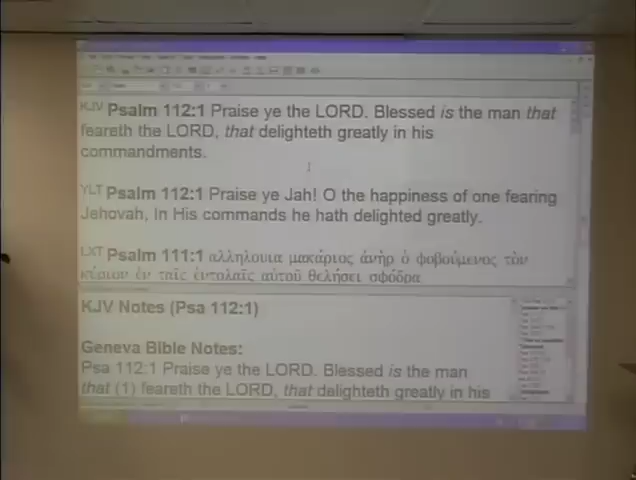 KJV Psalm 112:1 Praise ye the LORD. Blessed is the man that
feareth the LORD, that delighteth greatly in his
commandments.
YLT Psalm 112:1 Praise ye Jah! O the happiness of one fearing
Jehovah, In His commands he hath delighted greatly.
LXT Psalm 111:1 αλληλουια μακάριος ἀνήρ ὁ φοβούμενος τὸν
κύριον ἐν ταῖς ἐντολαῖς αὐτοῦ θελήσει σφόδρα
KJV Notes (Psa 112:1)
Geneva Bible Notes:
Psa 112:1 Praise ye the LORD. Blessed is the man
that (1) feareth the LORD, that delighteth greatly in his